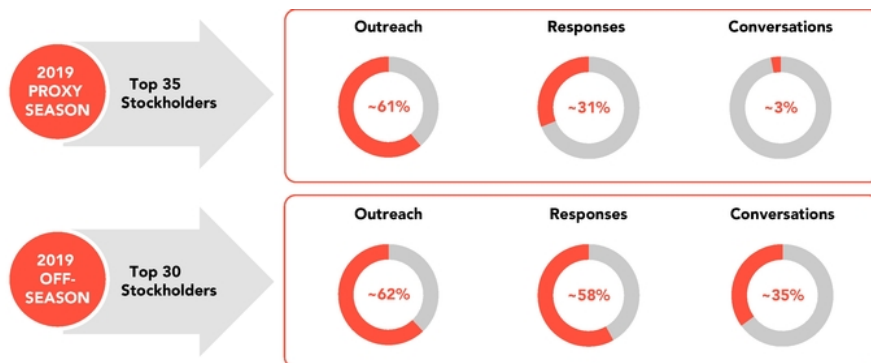 Outreach Responses Conversations
2019
PROXY
SEASON
Top 35
Stockholders
~61% ~31% ~3%
Outreach Responses Conversations
2019
OFF-
SEASON
Top 30
Stockholders
~62% ~58% ~35%